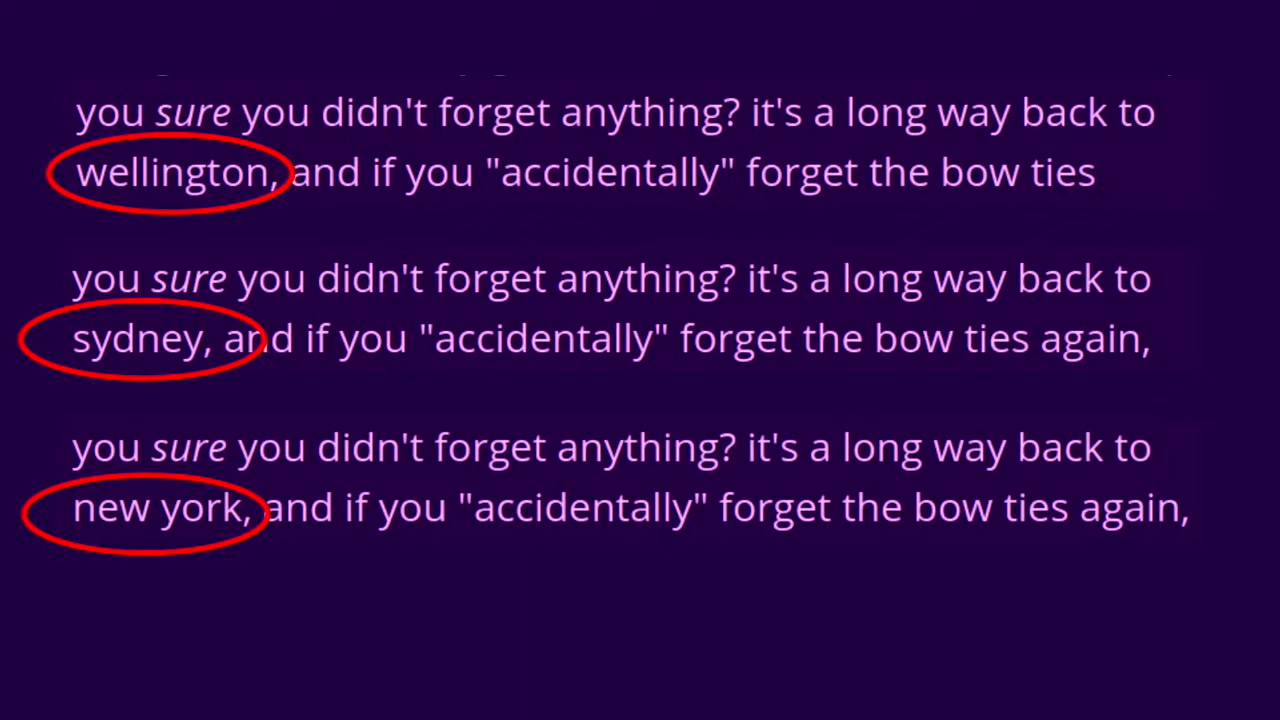 you sure you didn't forget anything? it's a long way back to
wellington, and if you "accidentally" forget the bow ties
you sure you didn't forget anything? it's a long way back to
sydney, and if you "accidentally" forget the bow ties again,
you sure you didn't forget anything? it's a long way back to
new york, and if you "accidentally" forget the bow ties again,